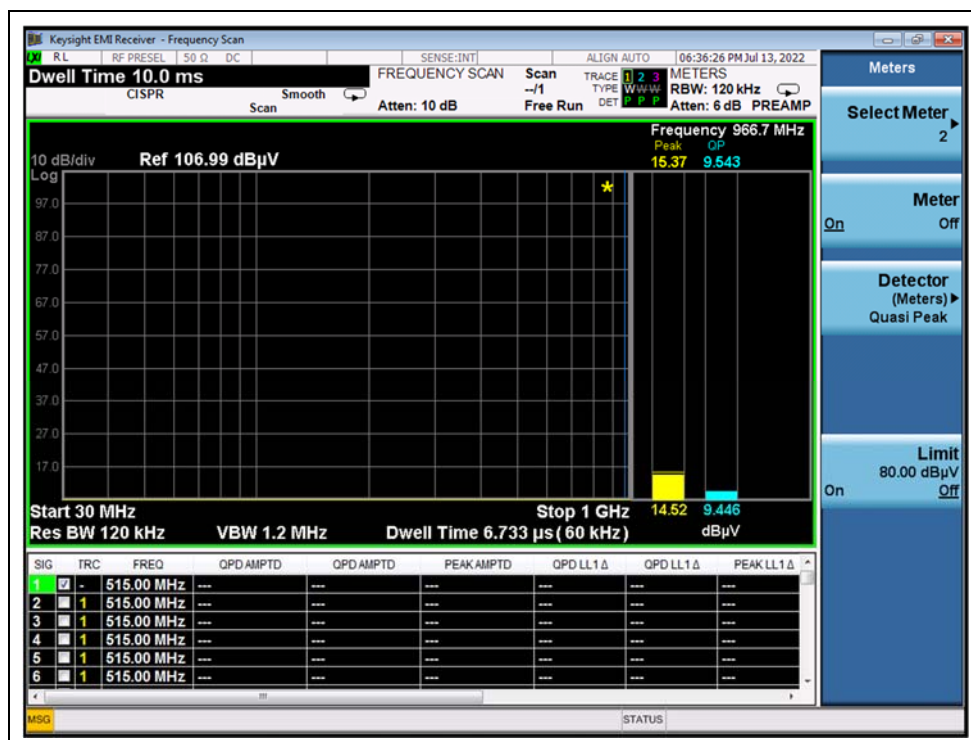 Keysight EMI Receiver - Frequency Scan
LXI RL RF PRESEL 50 Ω DC SENSE:INT ALIGN AUTO 06:36:26 PM Jul 13, 2022
Dwell Time 10.0 ms FREQUENCY SCAN Scan TRACE 1 2 3 METERS
CISPR Smooth --/1 TYPE W W W RBW: 120 kHz
Scan Atten: 10 dB Free Run DET P P P Atten: 6 dB PREAMP
Frequency 966.7 MHz
Peak QP
10 dB/div Ref 106.99 dBµV 15.37 9.543
Log
97.0
87.0
77.0
67.0
57.0
47.0
37.0
27.0
17.0
*
Start 30 MHz Stop 1 GHz 14.52 9.446
Res BW 120 kHz VBW 1.2 MHz Dwell Time 6.733 µs (60 kHz) dBµV
SIG TRC FREQ QPD AMPTD QPD AMPTD PEAK AMPTD QPD LL1 Δ QPD LL1 Δ PEAK LL1 Δ
1 - 515.00 MHz --- --- --- --- --- ---
2 1 515.00 MHz --- --- --- --- --- ---
3 1 515.00 MHz --- --- --- --- --- ---
4 1 515.00 MHz --- --- --- --- --- ---
5 1 515.00 MHz --- --- --- --- --- ---
6 1 515.00 MHz --- --- --- --- --- ---
MSG STATUS
Meters
Select Meter
2
Meter
On Off
Detector
(Meters)
Quasi Peak
Limit
80.00 dBµV
On Off